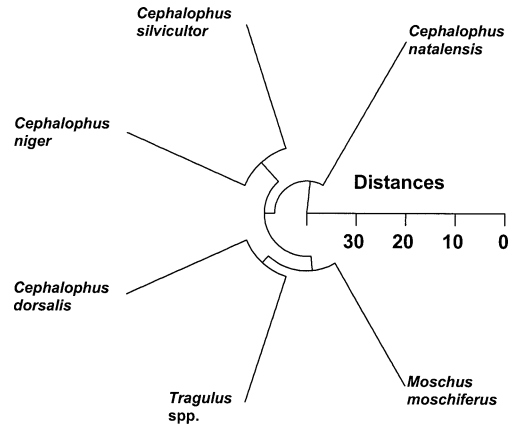 Cephalophus
silvicultor
Cephalophus
natalensis
Cephalophus
niger
Distances
30 20 10 0
Cephalophus
dorsalis
Tragulus
spp.
Moschus
moschiferus